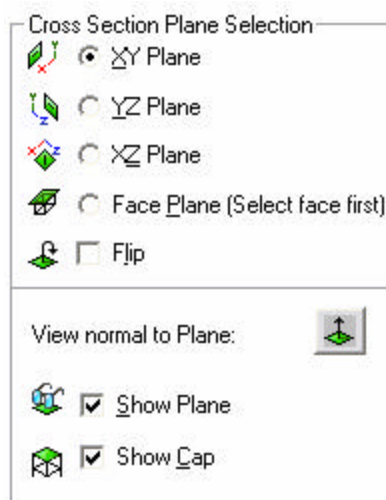 Cross Section Plane Selection
XY Plane
YZ Plane
XZ Plane
Face Plane (Select face first)
Flip
View normal to Plane:
Show Plane
Show Cap